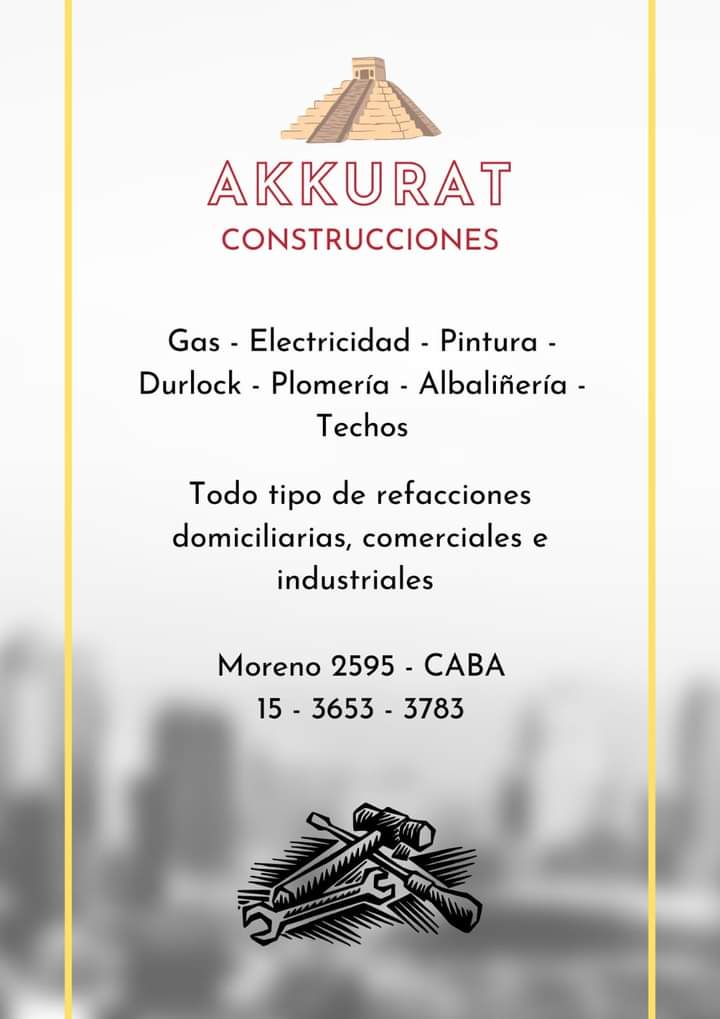 AKKURAT
CONSTRUCCIONES
Gas - Electricidad - Pintura -
Durlock - Plomería - Albaliñería -
Techos
Todo tipo de refacciones
domiciliarias, comerciales e
industriales
Moreno 2595 - CABA
15 - 3653 - 3783